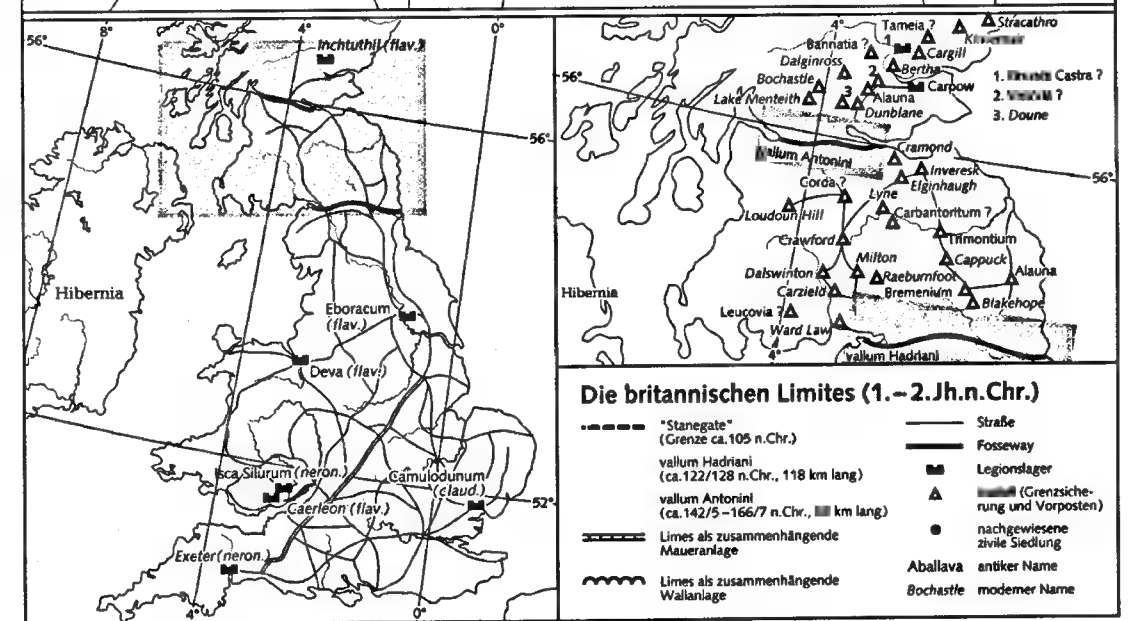 8°
4°
0°
56°
Inchtuthil (flav.)
56°
Hibernia
Eboracum
(flav.)
Deva (flav.)
Isca Silurum (neron.)
Camulodunum
(claud.)
Caerleon (flav.)
52°
Exeter (neron.)
4°
0°
4°
Tameia ?
Stracathro
Bannatia ?
1
Cargill
Dalginross
Bertha
56°
Bochastle
2
Carpow
Lake Menteith
3
Alauna
Dunblane
1. Castra ?
2. ?
3. Doune
Cramond
allum Antonini
Inveresk
Elginhaugh
56°
Corda ?
Lyne
Loudoun Hill
Carbantoritum ?
Crawford
Trimontium
Milton
Cappuck
Dalswinton
Raeburnfoot
Alauna
Hibernia
Carzield
Bremenium
Blakehope
Leucovia ?
Ward Law
4°
vallum Hadriani
Die britannischen Limites (1.–2.Jh.n.Chr.)
"Stanegate"
(Grenze ca.105 n.Chr.)
vallum Hadriani
(ca.122/128 n.Chr., 118 km lang)
vallum Antonini
(ca.142/5–166/7 n.Chr., km lang)
Limes als zusammenhängende
Maueranlage
Limes als zusammenhängende
Wallanlage
Straße
Fosseway
Legionslager
(Grenzsiche-
rung und Vorposten)
nachgewiesene
zivile Siedlung
Aballava antiker Name
Bochastle moderner Name